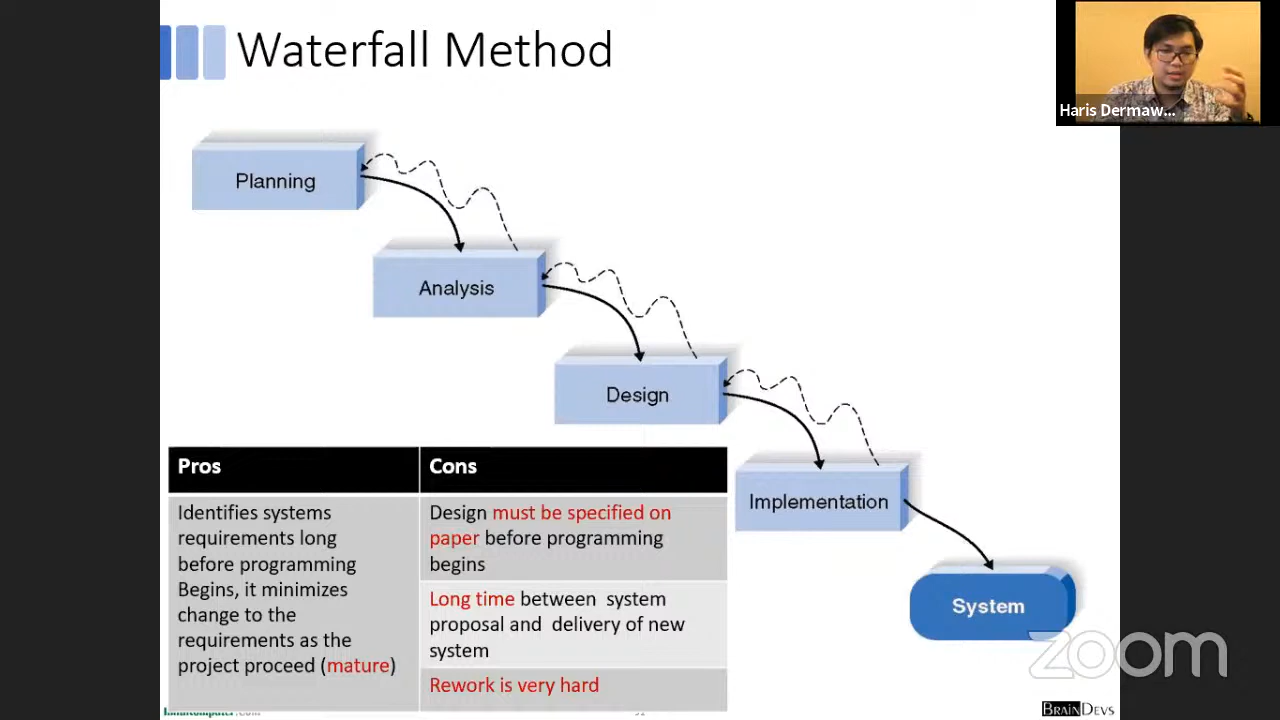 Waterfall Method
Haris Dermaw...
Planning
Analysis
Design
Implementation
System
Pros
Identifies systems
requirements long
before programming
Begins, it minimizes
change to the
requirements as the
project proceed (mature)
Cons
Design must be specified on
paper before programming
begins
Long time between system
proposal and delivery of new
system
Rework is very hard
zoom
BRAINDEVS